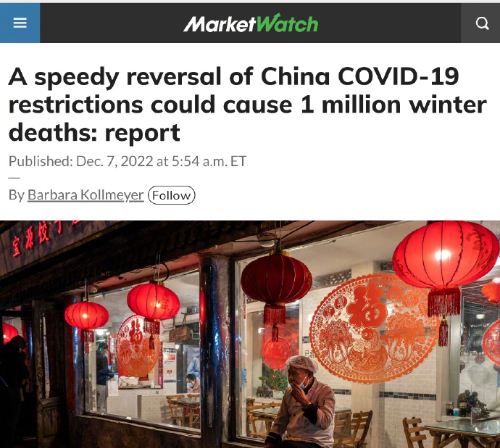 MarketWatch
A speedy reversal of China COVID-19
restrictions could cause 1 million winter
deaths: report
Published: Dec. 7, 2022 at 5:54 a.m. ET
By Barbara Kollmeyer Follow
福